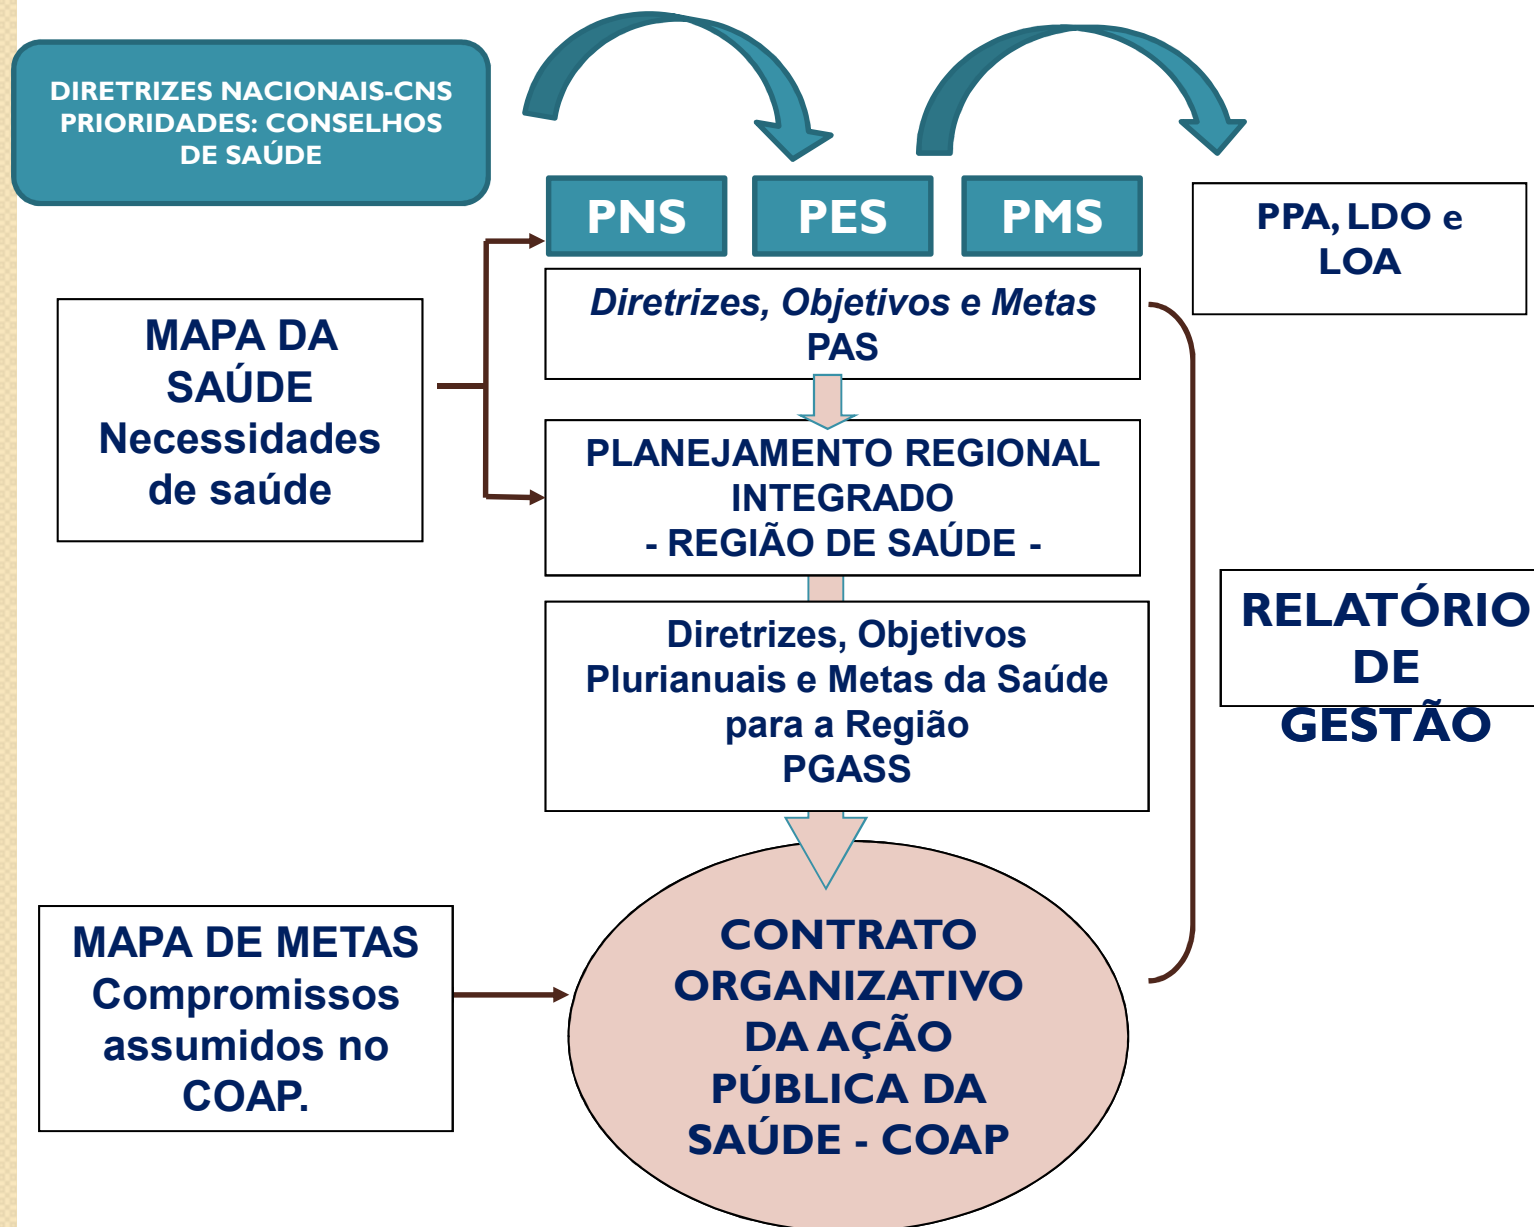 DIRETRIZES NACIONAIS-CNS
PRIORIDADES: CONSELHOS
DE SAÚDE
PNS
PES
PMS
PPA, LDO e
LOA
Diretrizes, Objetivos e Metas
PAS
MAPA DA
SAÚDE
Necessidades
de saúde
PLANEJAMENTO REGIONAL
INTEGRADO
- REGIÃO DE SAÚDE -
Diretrizes, Objetivos
Plurianuais e Metas da Saúde
para a Região
PGASS
RELATÓRIO
DE
GESTÃO
MAPA DE METAS
Compromissos
assumidos no
COAP.
CONTRATO
ORGANIZATIVO
DA AÇÃO
PÚBLICA DA
SAÚDE - COAP